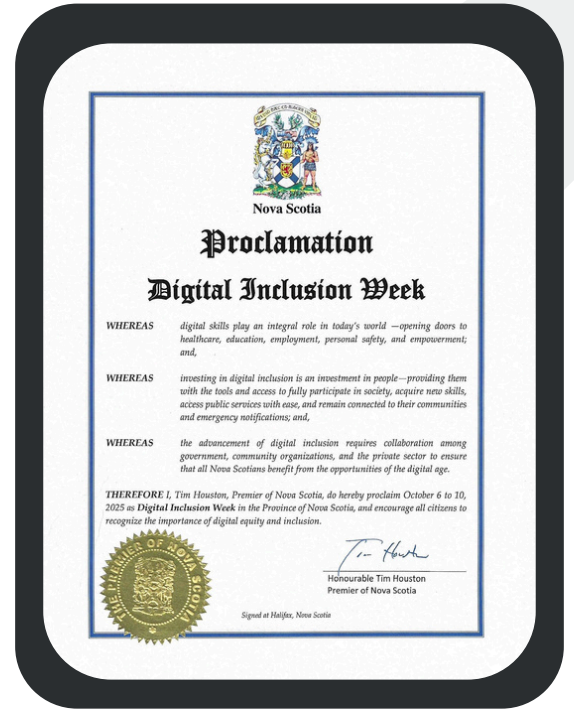 Nova Scotia
Proclamation
Digital Inclusion Week
WHEREAS digital skills play an integral role in today's world —opening doors to
healthcare, education, employment, personal safety, and empowerment;
and,
WHEREAS investing in digital inclusion is an investment in people—providing them
with the tools and access to fully participate in society, acquire new skills,
access public services with ease, and remain connected to their communities
and emergency notifications; and,
WHEREAS the advancement of digital inclusion requires collaboration among
government, community organizations, and the private sector to ensure
that all Nova Scotians benefit from the opportunities of the digital age.
THEREFORE I, Tim Houston, Premier of Nova Scotia, do hereby proclaim October 6 to 10,
2025 as Digital Inclusion Week in the Province of Nova Scotia, and encourage all citizens to
recognize the importance of digital equity and inclusion.
Tim Houston
Honourable Tim Houston
Premier of Nova Scotia
THE PREMIER OF NOVA SCOTIA
Signed at Halifax, Nova Scotia